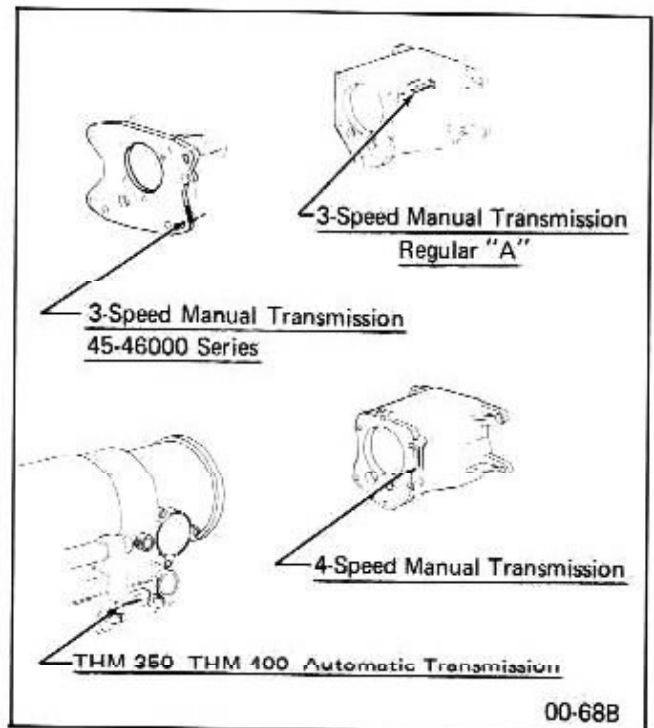 3-Speed Manual Transmission
Regular "A"
3-Speed Manual Transmission
45-46000 Series
4-Speed Manual Transmission
THM 350 THM 400 Automatic Transmission
00-68B